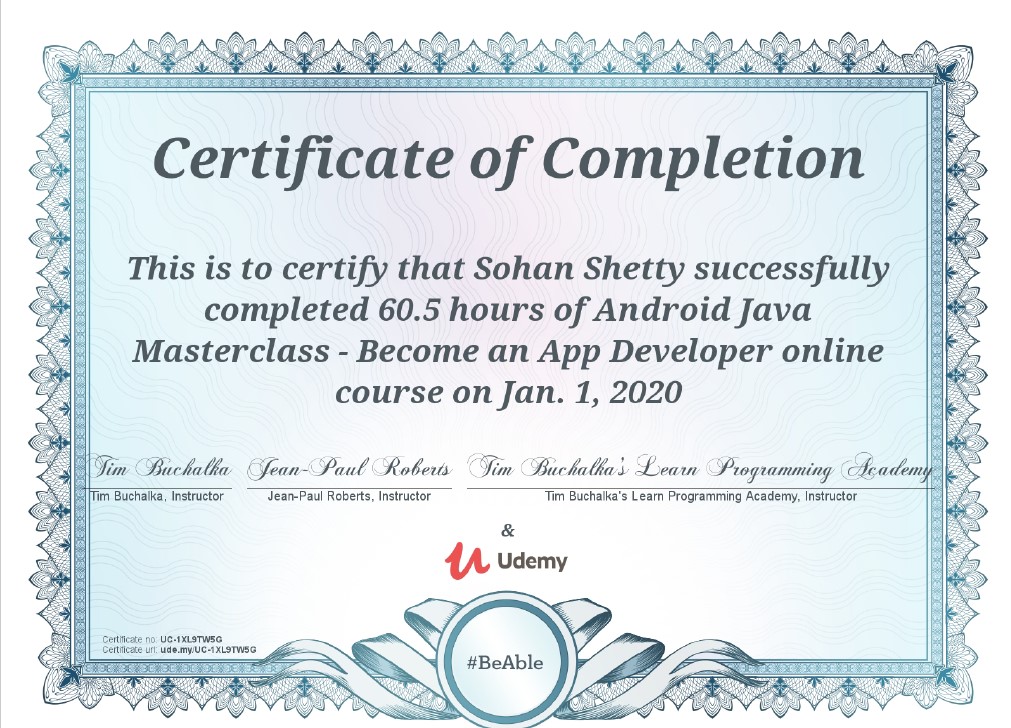 Certificate of Completion
This is to certify that Sohan Shetty successfully
completed 60.5 hours of Android Java
Masterclass - Become an App Developer online
course on Jan. 1, 2020
Tim Buchalka Jean-Paul Roberts Tim Buchalka's Learn Programming Academy
Tim Buchalka, Instructor Jean-Paul Roberts, Instructor Tim Buchalka's Learn Programming Academy, Instructor
&
Udemy
Certificate no: UC-1XL9TW5G
Certificate url: ude.my/UC-1XL9TW5G
#BeAble